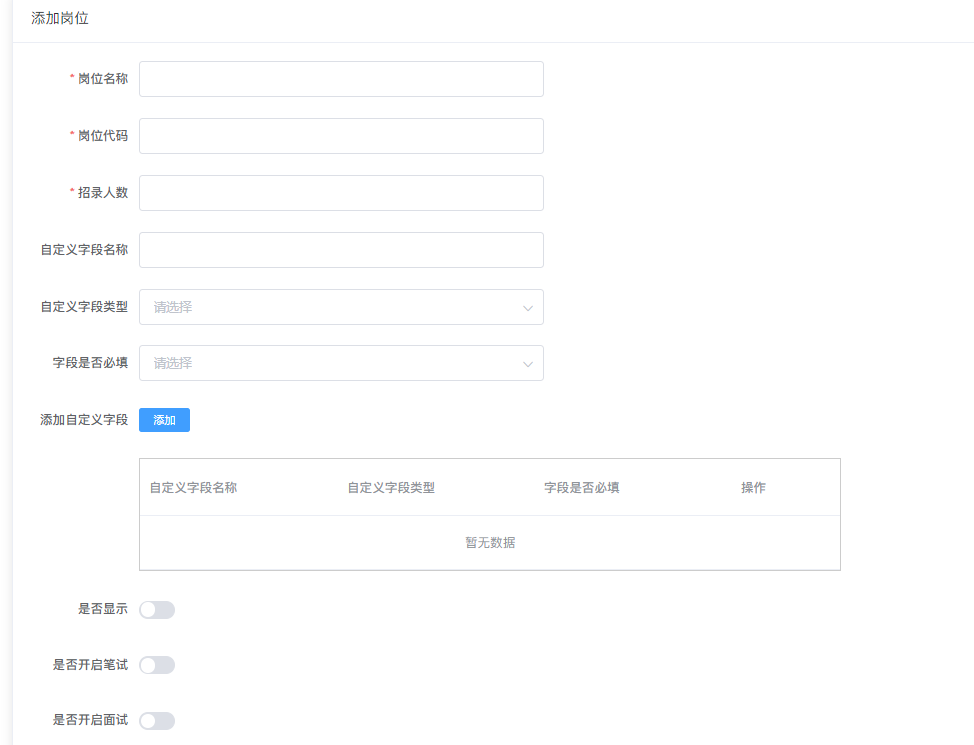 添加岗位
* 岗位名称
* 岗位代码
* 招录人数
自定义字段名称
自定义字段类型 请选择
字段是否必填 请选择
添加自定义字段 添加
自定义字段名称 自定义字段类型 字段是否必填 操作
暂无数据
是否显示
是否开启笔试
是否开启面试